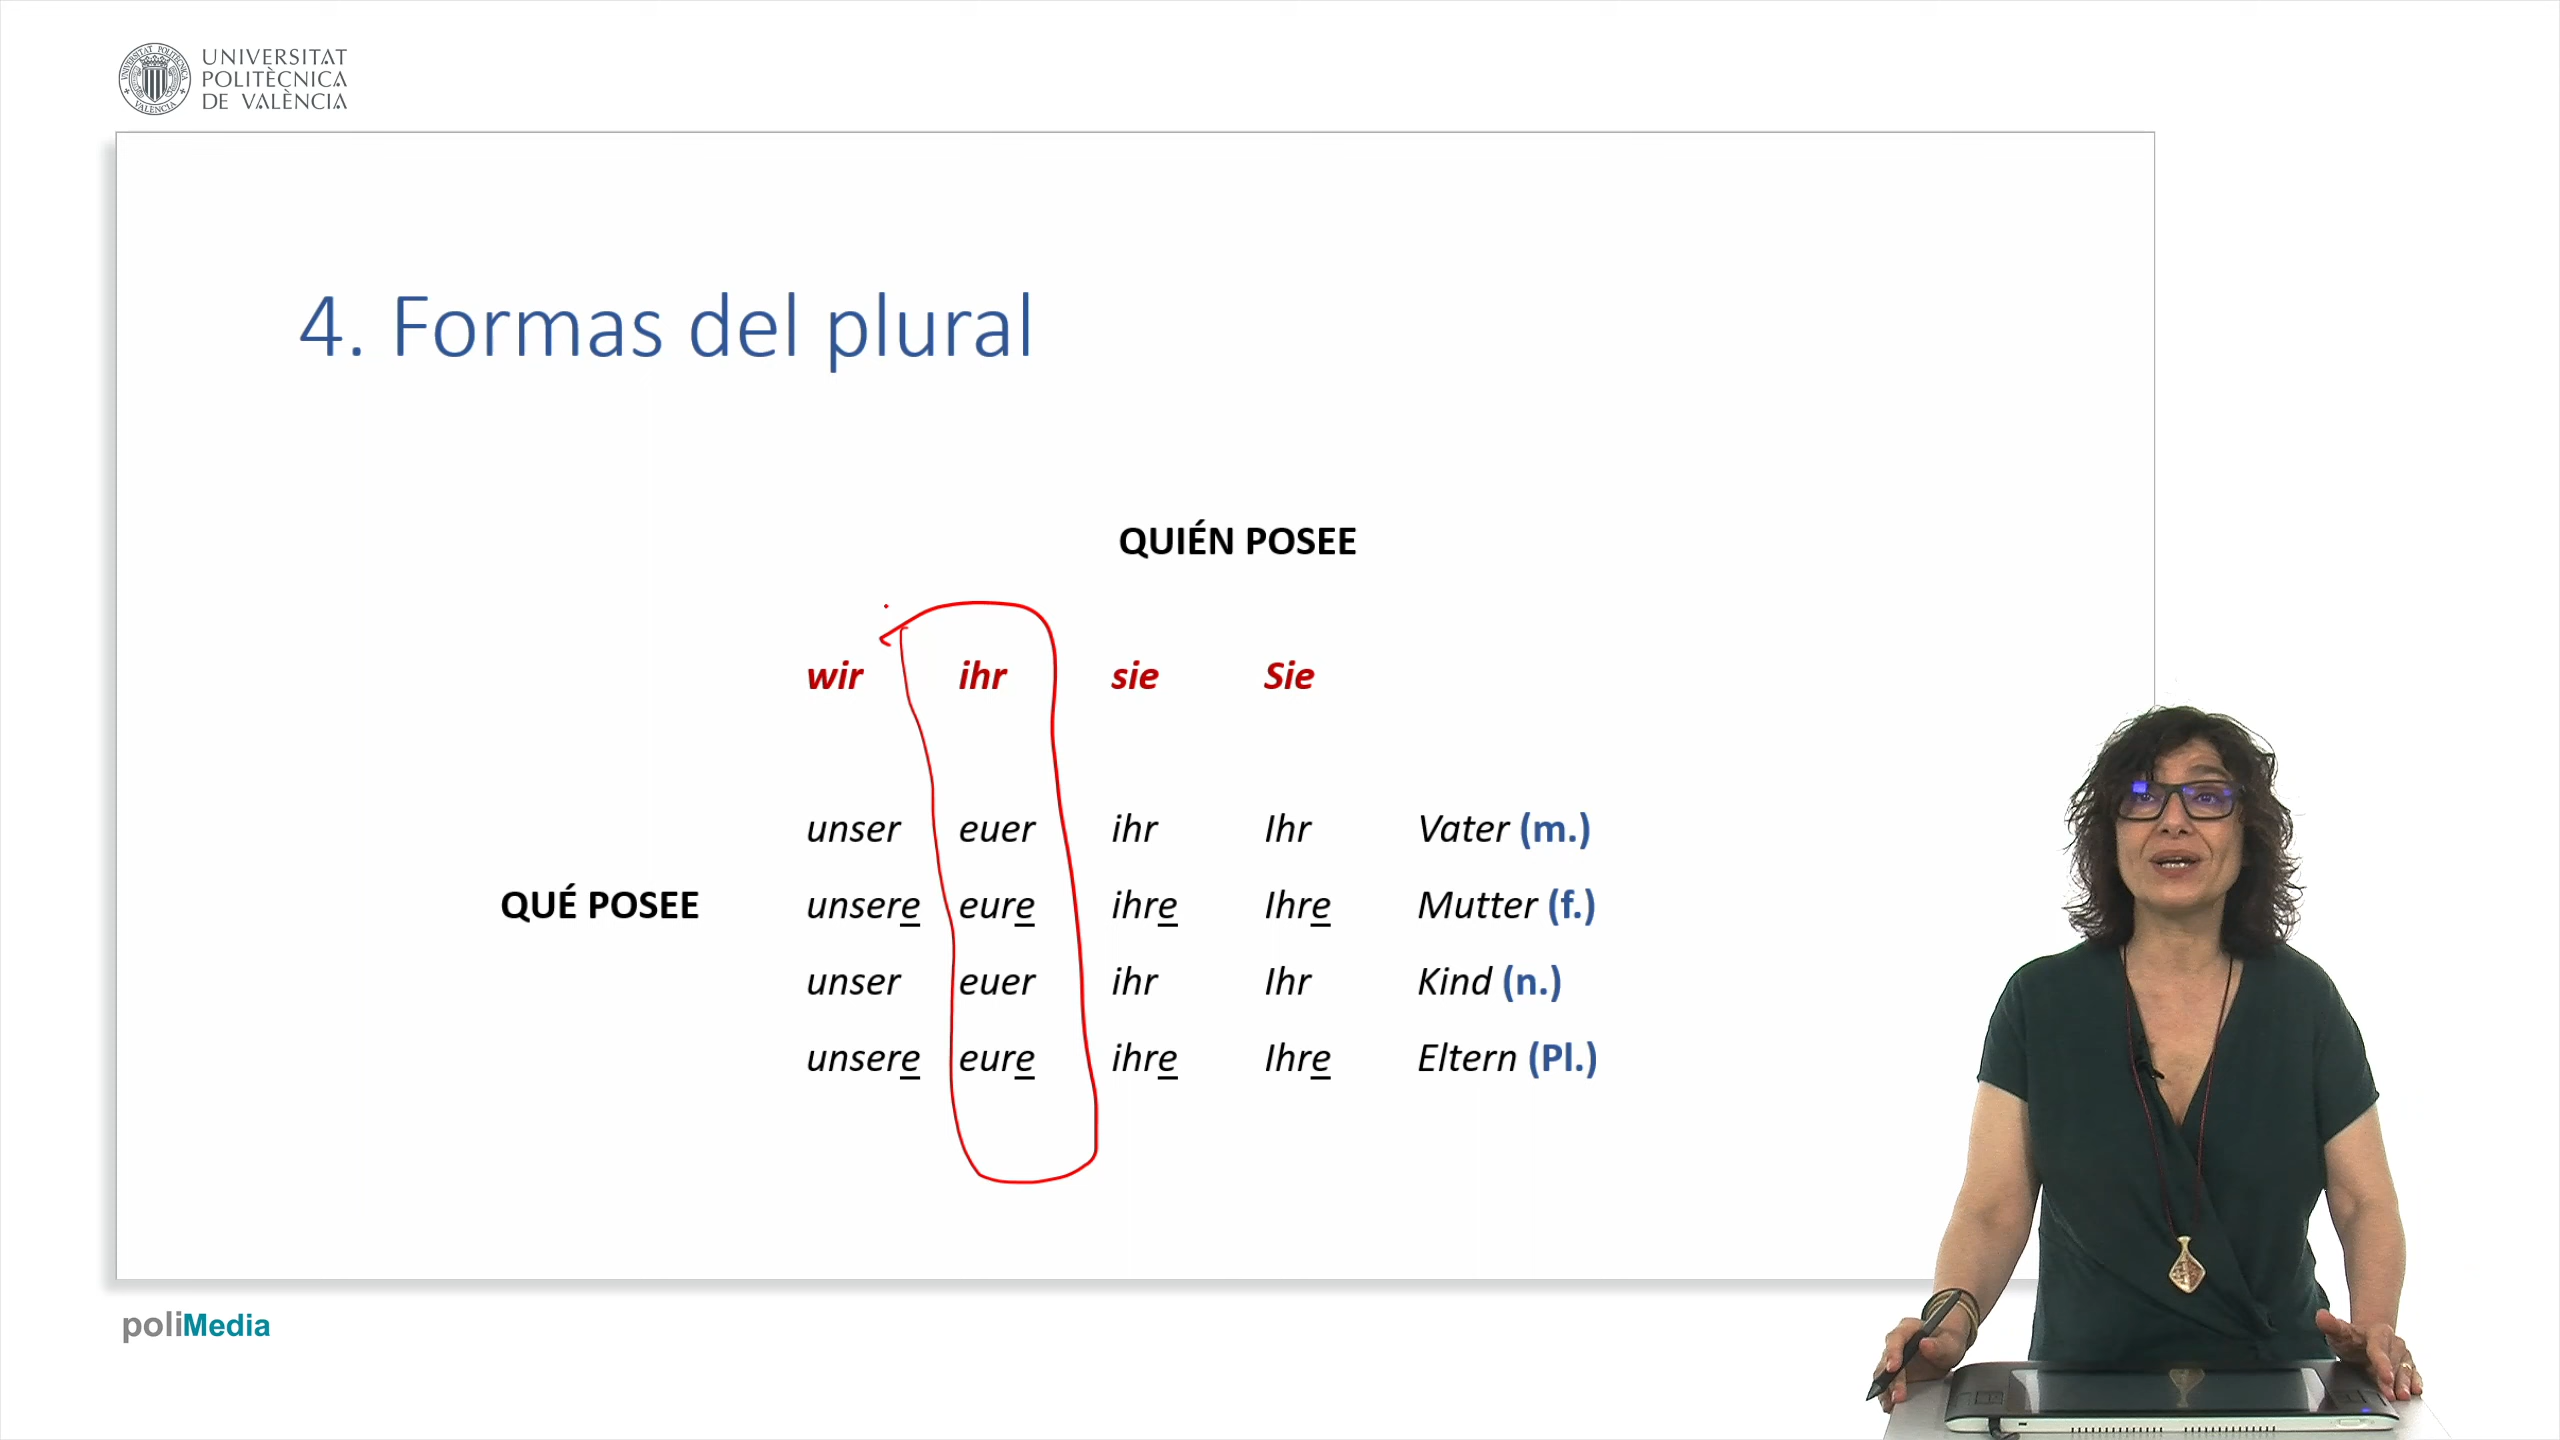 UNIVERSITAT
POLITÈCNICA
DE VALÈNCIA
4. Formas del plural
QUIÉN POSEE
wir ihr sie Sie
unser euer ihr Ihr Vater (m.)
QUÉ POSEE unsere eure ihre Ihre Mutter (f.)
unser euer ihr Ihr Kind (n.)
unsere eure ihre Ihre Eltern (Pl.)
poliMedia